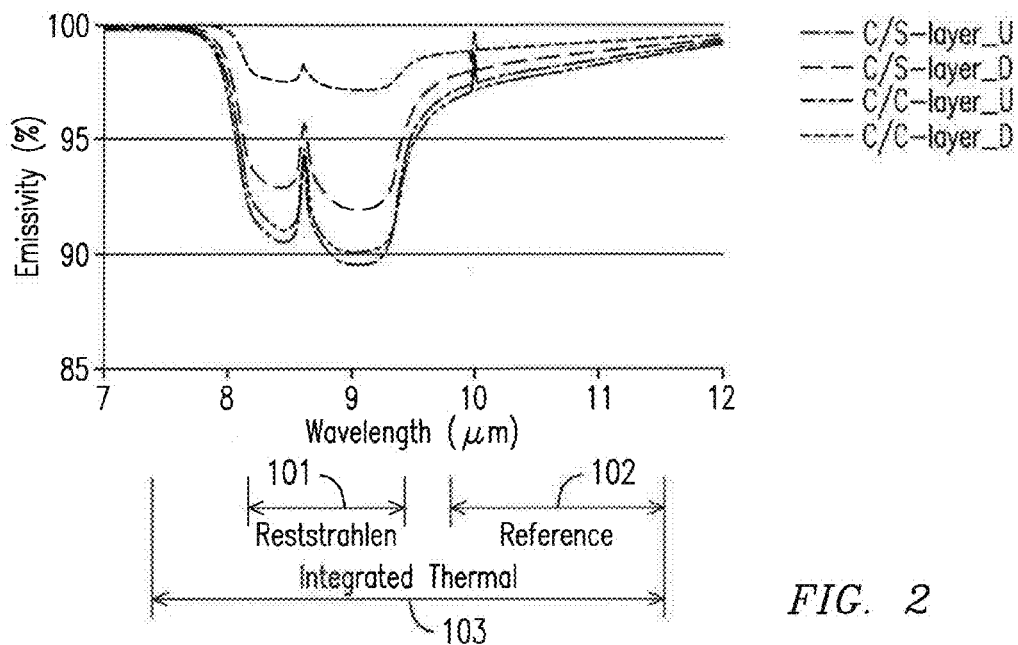 100
95
90
85
Emissivity (%)
7 8 9 10 11 12
Wavelength (μm)
C/S-layer_U
C/S-layer_D
C/C-layer_U
C/C-layer_D
101
102
Reststrahlen
Reference
Integrated Thermal
103
FIG. 2